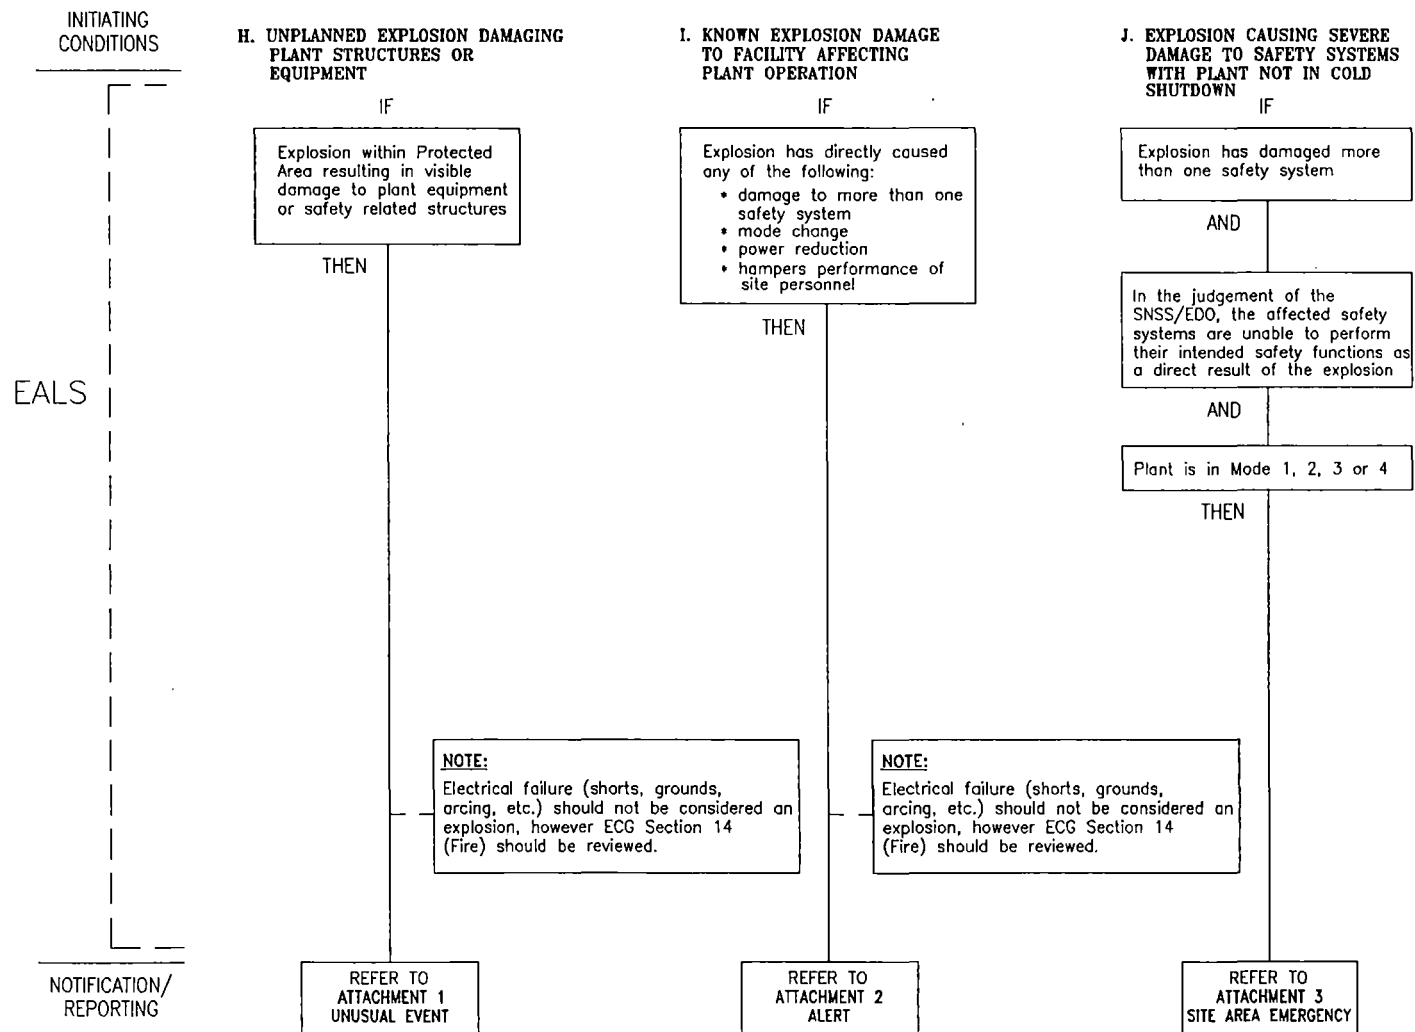 INITIATING
CONDITIONS
H. UNPLANNED EXPLOSION DAMAGING
PLANT STRUCTURES OR
EQUIPMENT
IF
Explosion within Protected
Area resulting in visible
damage to plant equipment
or safety related structures
THEN
I. KNOWN EXPLOSION DAMAGE
TO FACILITY AFFECTING
PLANT OPERATION
IF
Explosion has directly caused
any of the following:
* damage to more than one
safety system
* mode change
* power reduction
* hampers performance of
site personnel
THEN
J. EXPLOSION CAUSING SEVERE
DAMAGE TO SAFETY SYSTEMS
WITH PLANT NOT IN COLD
SHUTDOWN
IF
Explosion has damaged more
than one safety system
AND
In the judgement of the
SNSS/EDO, the affected safety
systems are unable to perform
their intended safety functions as
a direct result of the explosion
AND
Plant is in Mode 1, 2, 3 or 4
THEN
EALS
NOTE:
Electrical failure (shorts, grounds,
arcing, etc.) should not be considered an
explosion, however ECG Section 14
(Fire) should be reviewed.
NOTE:
Electrical failure (shorts, grounds,
arcing, etc.) should not be considered an
explosion, however ECG Section 14
(Fire) should be reviewed.
NOTIFICATION/
REPORTING
REFER TO
ATTACHMENT 1
UNUSUAL EVENT
REFER TO
ATTACHMENT 2
ALERT
REFER TO
ATTACHMENT 3
SITE AREA EMERGENCY